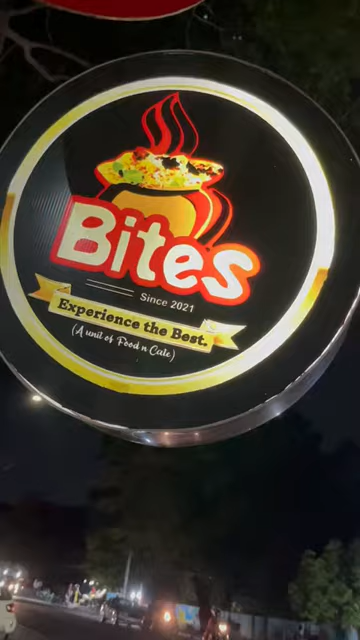 Bites
Since 2021
Experience the Best.
(A unit of Food n Cafe)